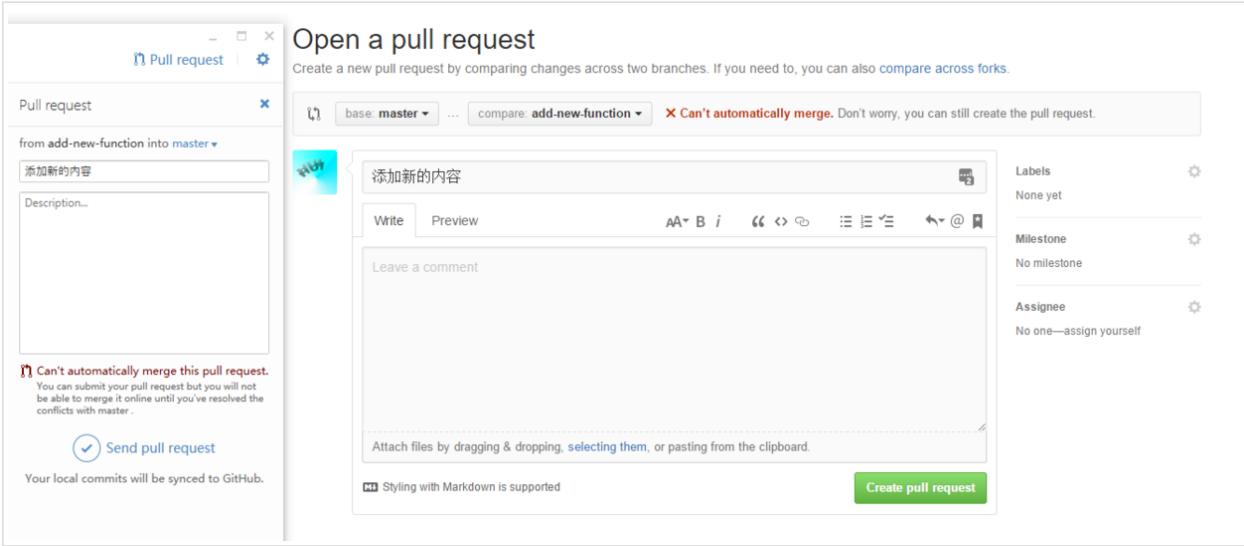 Pull request
Pull request
from add-new-function into master
添加新的内容
Description...
Can't automatically merge this pull request.
You can submit your pull request but you will not
be able to merge it online until you've resolved the
conflicts with master .
Send pull request
Your local commits will be synced to GitHub.
Open a pull request
Create a new pull request by comparing changes across two branches. If you need to, you can also compare across forks.
base: master ... compare: add-new-function Can't automatically merge. Don't worry, you can still create the pull request.
添加新的内容
Write Preview AA B i @
Leave a comment
Attach files by dragging & dropping, selecting them, or pasting from the clipboard.
Styling with Markdown is supported
Create pull request
Labels
None yet
Milestone
No milestone
Assignee
No one—assign yourself